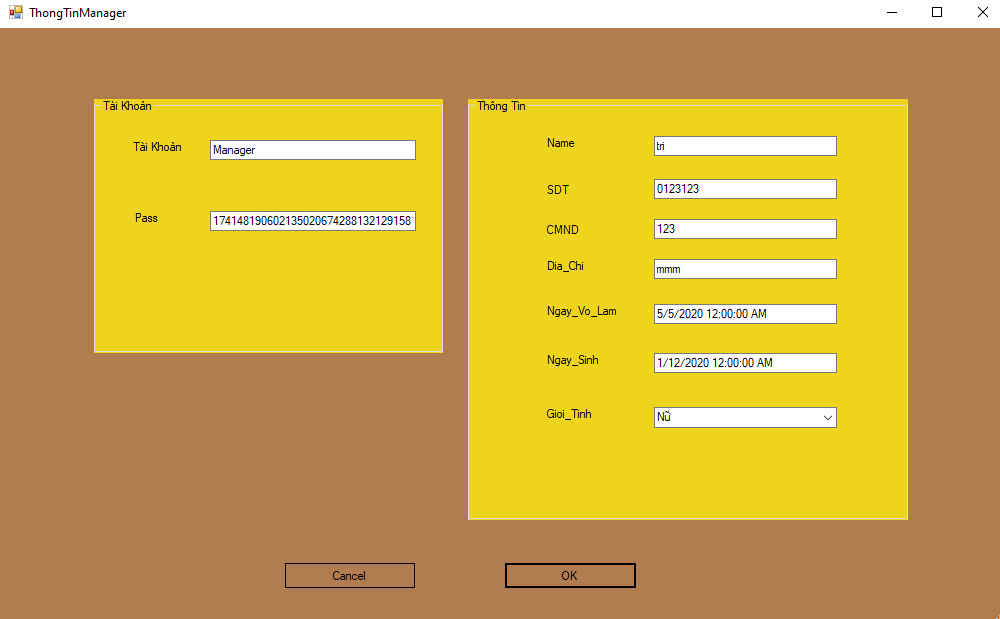 ThongTinManager
Tài Khoản
Tài Khoản Manager
Pass 174148190602135020674288132129158
Thông Tin
Name tri
SDT 0123123
CMND 123
Dia_Chi mmm
Ngay_Vo_Lam 5/5/2020 12:00:00 AM
Ngay_Sinh 1/12/2020 12:00:00 AM
Gioi_Tinh Nữ
Cancel OK